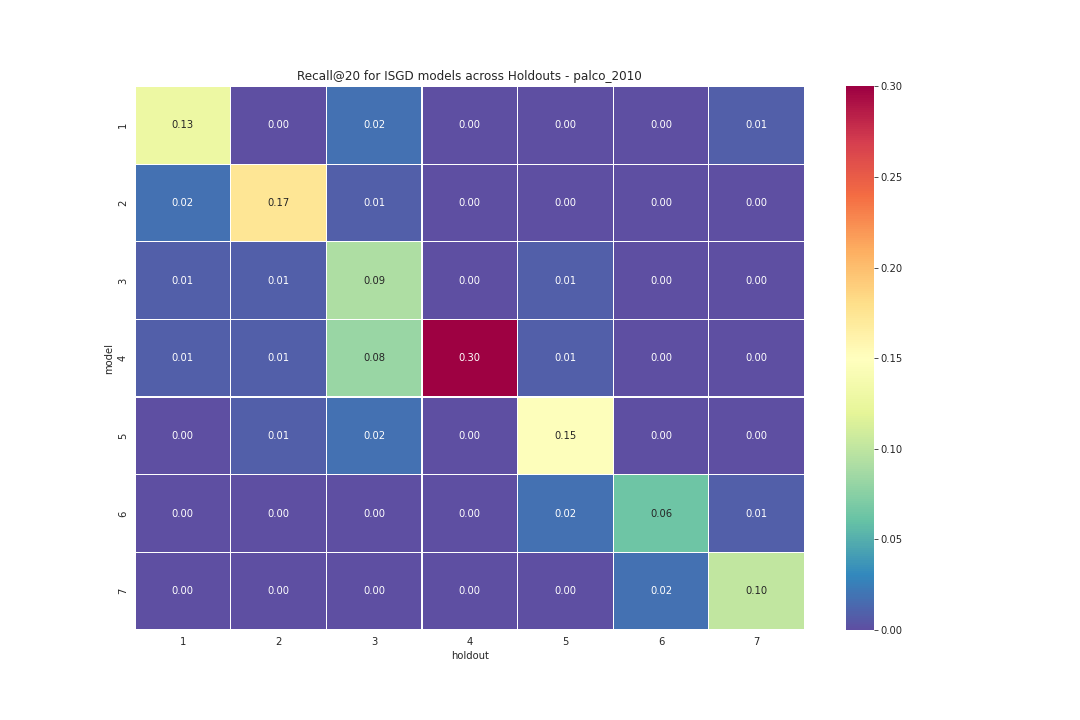 Recall@20 for ISGD models across Holdouts - palco_2010
0.30
1 0.13 0.00 0.02 0.00 0.00 0.00 0.01
0.25
2 0.02 0.17 0.01 0.00 0.00 0.00 0.00
0.20
3 0.01 0.01 0.09 0.00 0.01 0.00 0.00
model
4 0.01 0.01 0.08 0.30 0.01 0.00 0.00
0.15
5 0.00 0.01 0.02 0.00 0.15 0.00 0.00
0.10
6 0.00 0.00 0.00 0.00 0.02 0.06 0.01
0.05
7 0.00 0.00 0.00 0.00 0.00 0.02 0.10
0.00
1 2 3 4 5 6 7
holdout